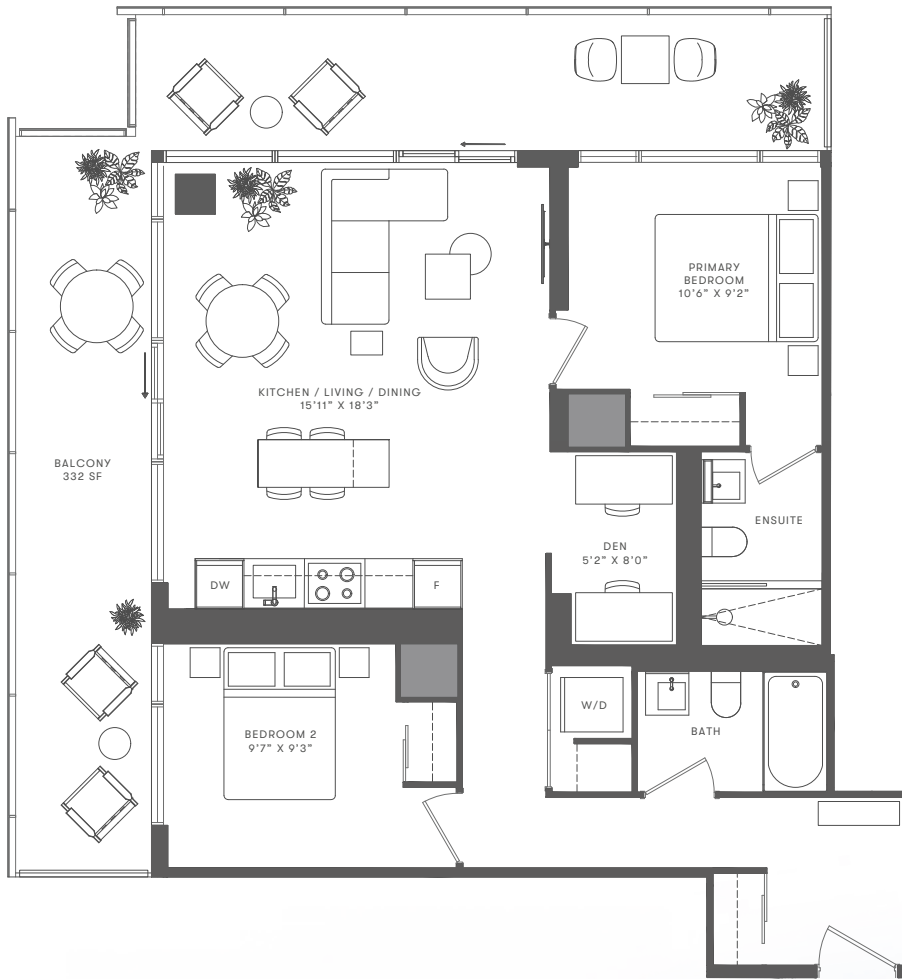 PRIMARY
BEDROOM
10’6” X 9’2”
KITCHEN / LIVING / DINING
15’11” X 18’3”
BALCONY
332 SF
ENSUITE
DEN
5’2” X 8’0”
DW
F
W/D
BATH
BEDROOM 2
9’7” X 9’3”